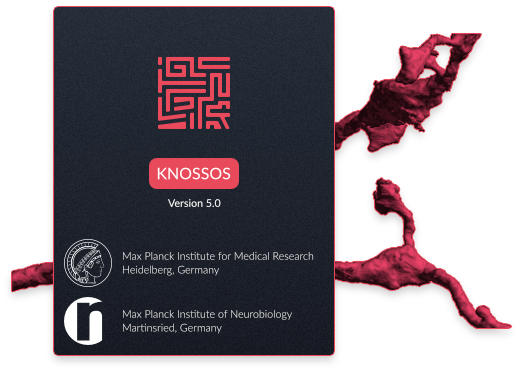 KNOSSOS
Version 5.0
Max Planck Institute for Medical Research
Heidelberg, Germany
Max Planck Institute of Neurobiology
Martinsried, Germany